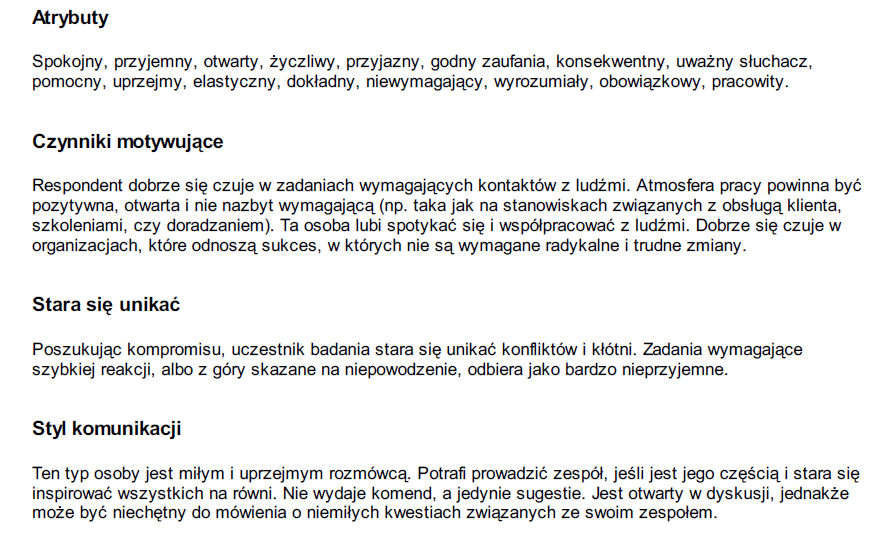 Atrybuty
Spokojny, przyjemny, otwarty, życzliwy, przyjazny, godny zaufania, konsekwentny, uważny słuchacz,
pomocny, uprzejmy, elastyczny, dokładny, niewymagający, wyrozumiały, obowiązkowy, pracowity.
Czynniki motywujące
Respondent dobrze się czuje w zadaniach wymagających kontaktów z ludźmi. Atmosfera pracy powinna być
pozytywna, otwarta i nie nazbyt wymagającą (np. taka jak na stanowiskach związanych z obsługą klienta,
szkoleniami, czy doradzaniem). Ta osoba lubi spotykać się i współpracować z ludźmi. Dobrze się czuje w
organizacjach, które odnoszą sukces, w których nie są wymagane radykalne i trudne zmiany.
Stara się unikać
Poszukując kompromisu, uczestnik badania stara się unikać konfliktów i kłótni. Zadania wymagające
szybkiej reakcji, albo z góry skazane na niepowodzenie, odbiera jako bardzo nieprzyjemne.
Styl komunikacji
Ten typ osoby jest miłym i uprzejmym rozmówcą. Potrafi prowadzić zespół, jeśli jest jego częścią i stara się
inspirować wszystkich na równi. Nie wydaje komend, a jedynie sugestie. Jest otwarty w dyskusji, jednakże
może być niechętny do mówienia o niemiłych kwestiach związanych ze swoim zespołem.